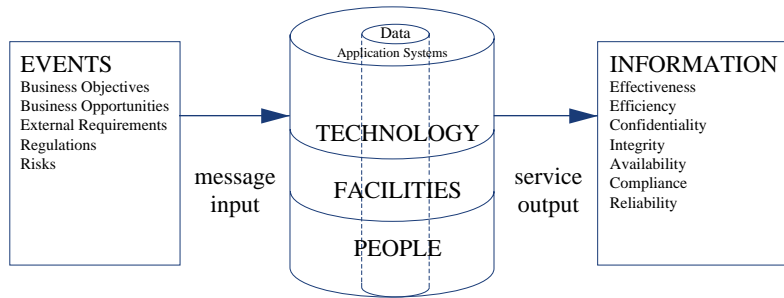 EVENTS
Business Objectives
Business Opportunities
External Requirements
Regulations
Risks
message
input
Data
Application Systems
TECHNOLOGY
FACILITIES
PEOPLE
service
output
INFORMATION
Effectiveness
Efficiency
Confidentiality
Integrity
Availability
Compliance
Reliability